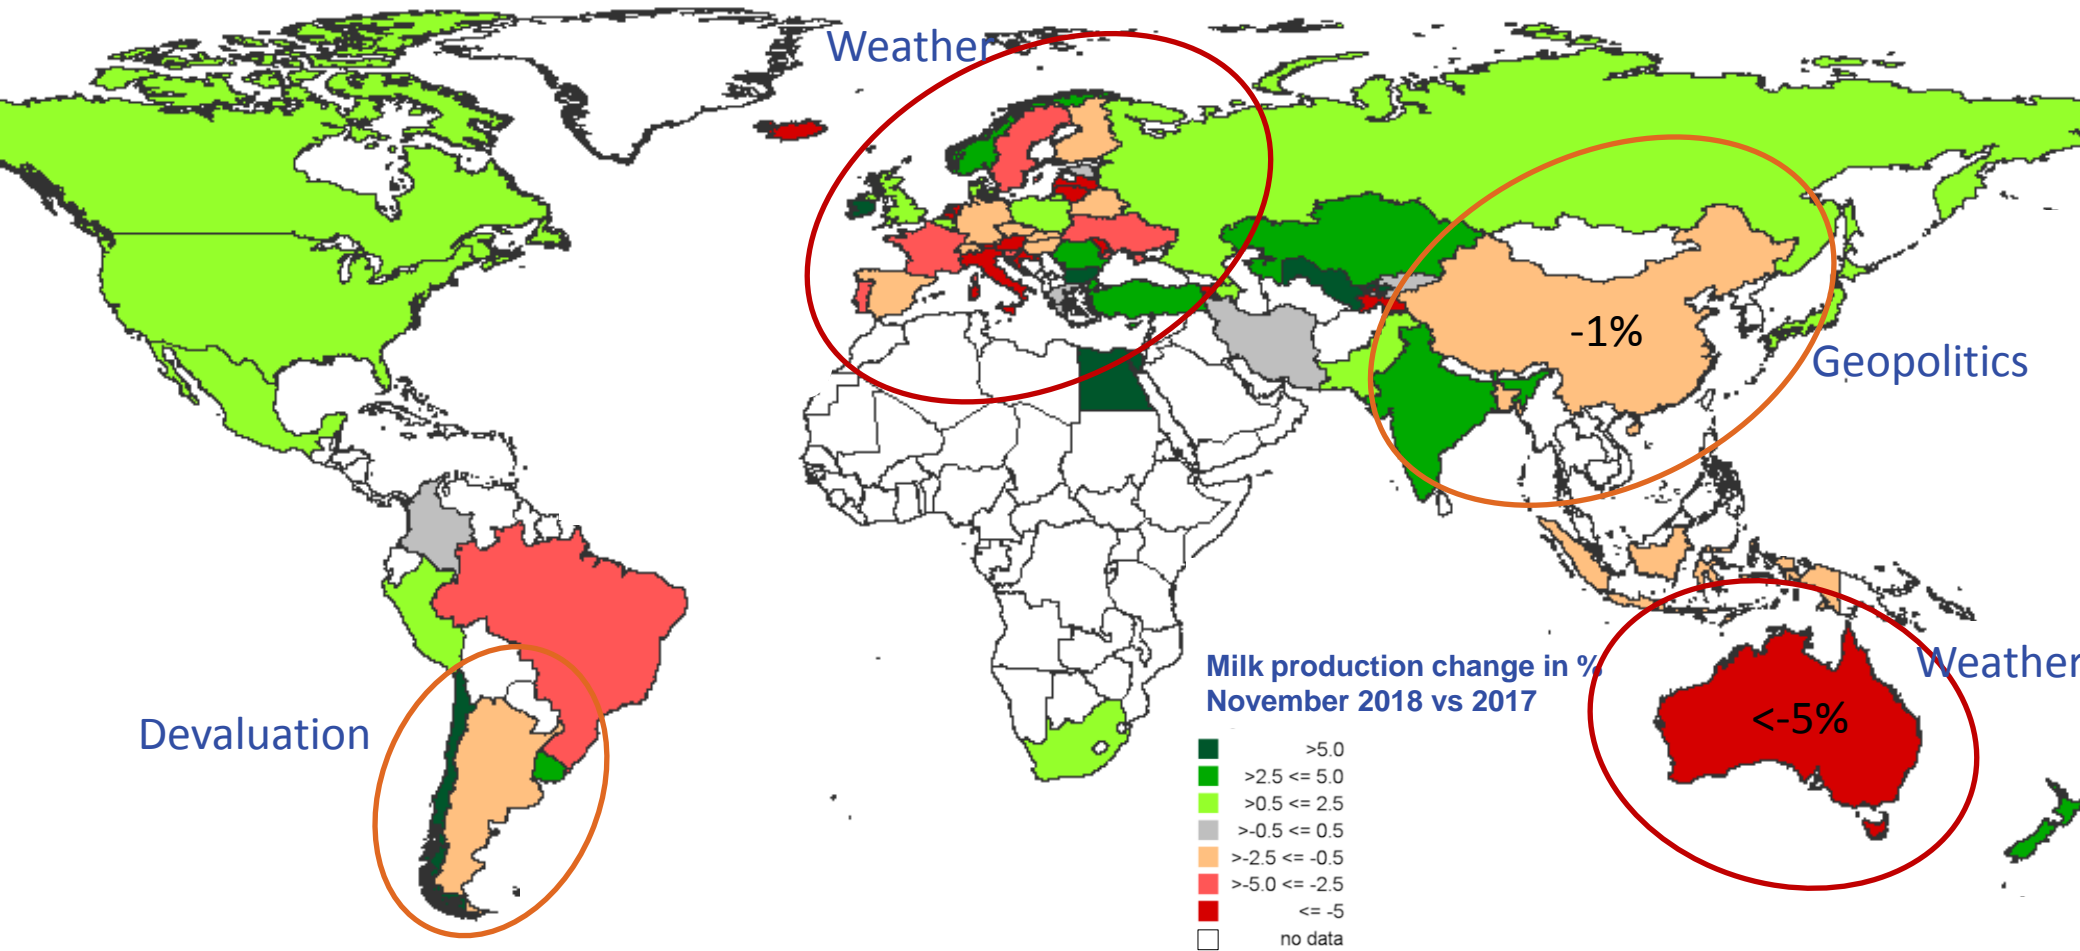 Weather
-1%
Geopolitics
Weather
<-5%
Devaluation
Milk production change in %
November 2018 vs 2017
>5.0
>2.5 <= 5.0
>0.5 <= 2.5
>-0.5 <= 0.5
>-2.5 <= -0.5
>-5.0 <= -2.5
<= -5
no data